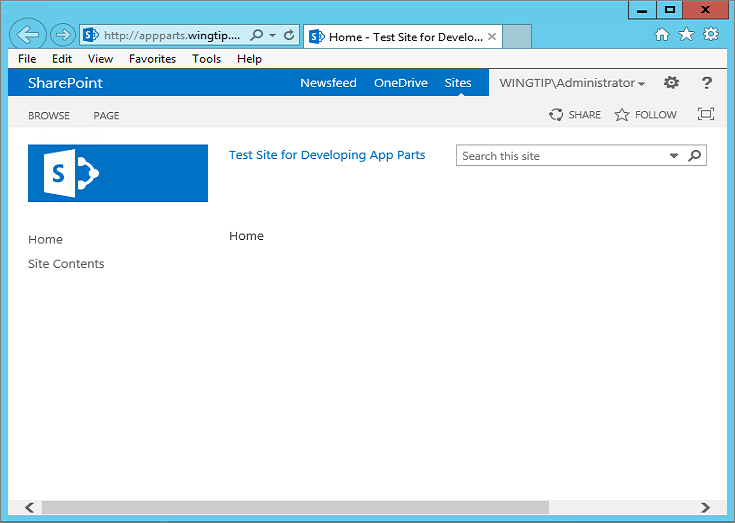 http://appparts.wingtip....
Home - Test Site for Develo...
File Edit View Favorites Tools Help
SharePoint Newsfeed OneDrive Sites WINGTIP\Administrator ?
BROWSE PAGE SHARE FOLLOW
S
Test Site for Developing App Parts
Search this site
Home
Home
Site Contents